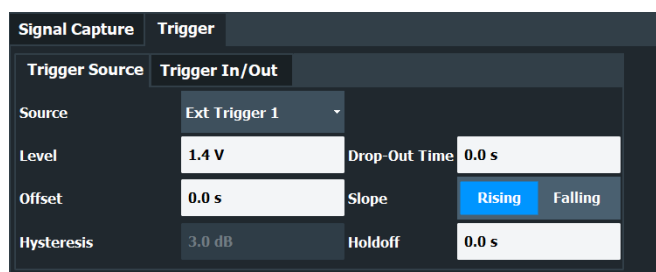 Signal Capture Trigger
Trigger Source Trigger In/Out
Source Ext Trigger 1
Level 1.4 V Drop-Out Time 0.0 s
Offset 0.0 s Slope Rising Falling
Hysteresis 3.0 dB Holdoff 0.0 s